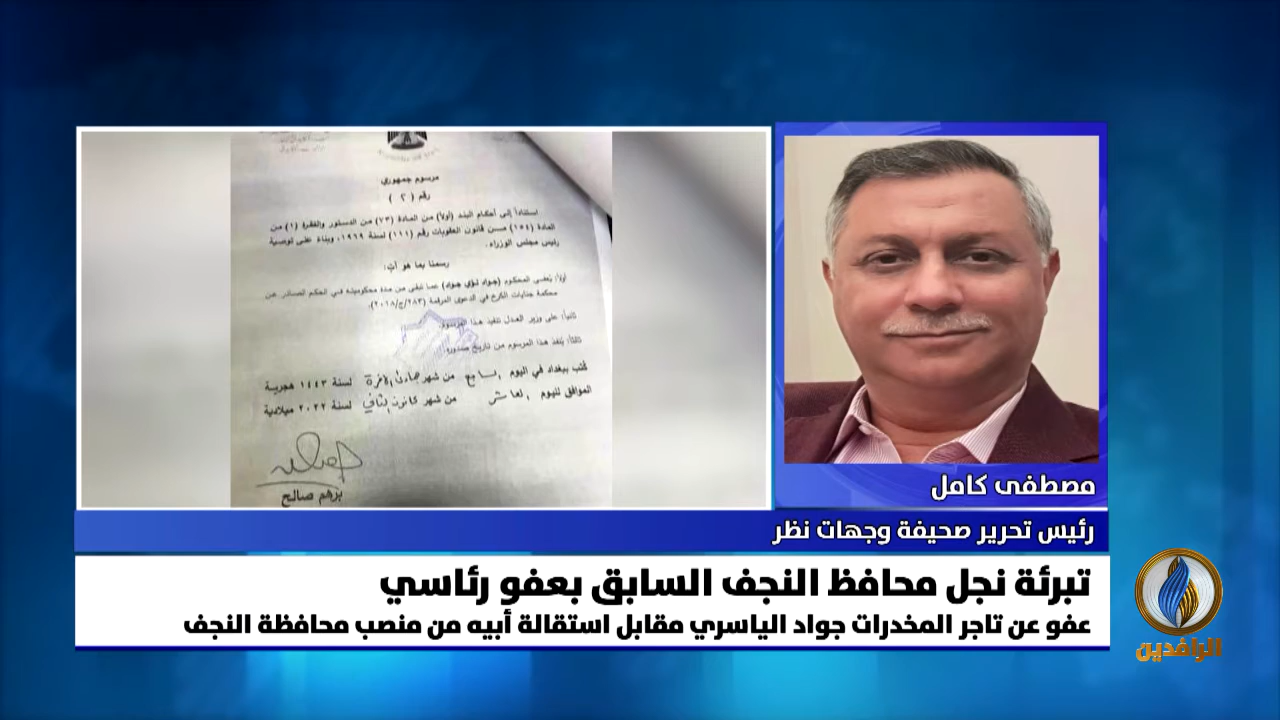 مرسوم جمهوري
رقم (٢)
استناداً إلى أحكام البند (أولاً) من المادة (٧٣) من الدستور والفقرة (١) من
المادة (١٥٤) من قانون العقوبات رقم (١١١) لسنة ١٩٦٩، وبناء على توصية
رئيس مجلس الوزراء.
رسمنا بما هو آت:
أولاً: يُعفى المحكوم (جواد لؤي جواد) عما تبقى من مدة محكوميته في الحكم الصادر عن
محكمة جنايات الكرخ في الدعوى المرقمة (٢٨٣/ج/٢٠١٨).
ثانياً: على وزير العدل تنفيذ هذا المرسوم.
ثالثاً: يُنفذ هذا المرسوم من تاريخ صدوره.
كُتب ببغداد في اليوم السابع من شهر جمادى الآخرة لسنة ١٤٤٣ هجرية
الموافق لليوم العاشر من شهر كانون الثاني لسنة ٢٠٢٢ ميلادية
برهم صالح
مصطفى كامل
رئيس تحرير صحيفة وجهات نظر
تبرئة نجل محافظ النجف السابق بعفو رئاسي
عفو عن تاجر المخدرات جواد الياسري مقابل استقالة أبيه من منصب محافظة النجف
الرافدين